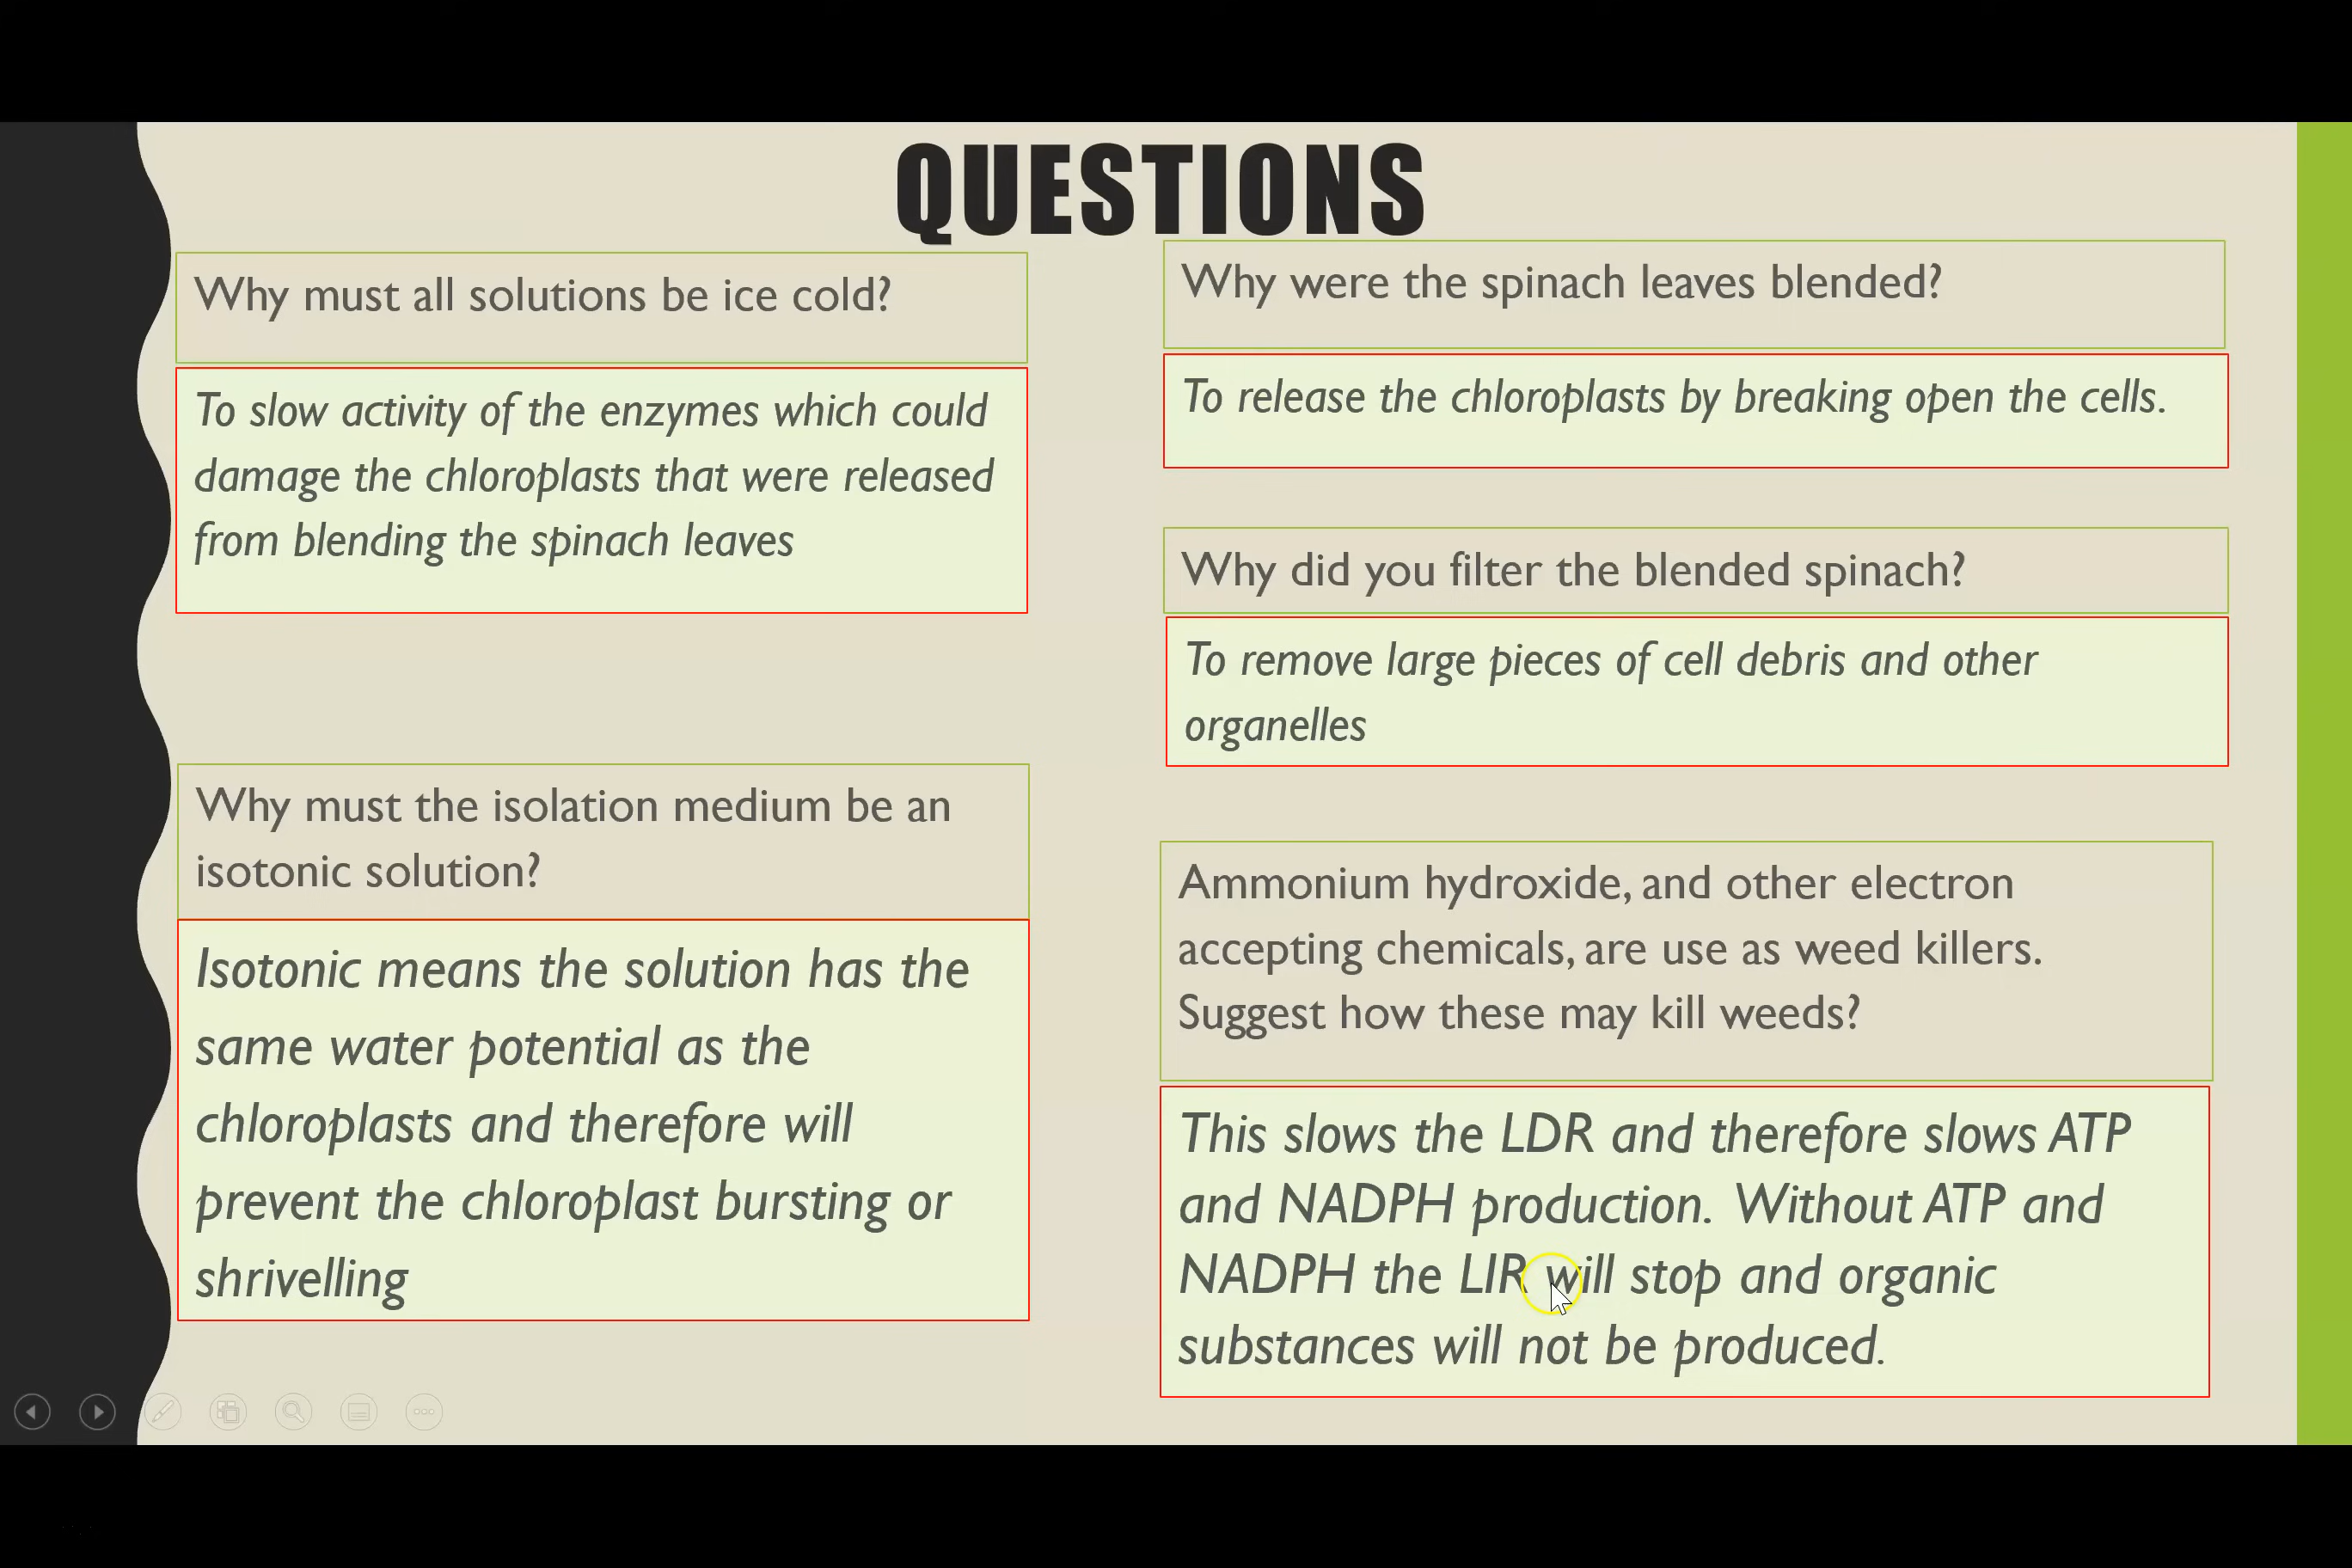 QUESTIONS
Why must all solutions be ice cold?
To slow activity of the enzymes which could
damage the chloroplasts that were released
from blending the spinach leaves
Why must the isolation medium be an
isotonic solution?
Isotonic means the solution has the
same water potential as the
chloroplasts and therefore will
prevent the chloroplast bursting or
shrivelling
Why were the spinach leaves blended?
To release the chloroplasts by breaking open the cells.
Why did you filter the blended spinach?
To remove large pieces of cell debris and other
organelles
Ammonium hydroxide, and other electron
accepting chemicals, are use as weed killers.
Suggest how these may kill weeds?
This slows the LDR and therefore slows ATP
and NADPH production. Without ATP and
NADPH the LIR will stop and organic
substances will not be produced.